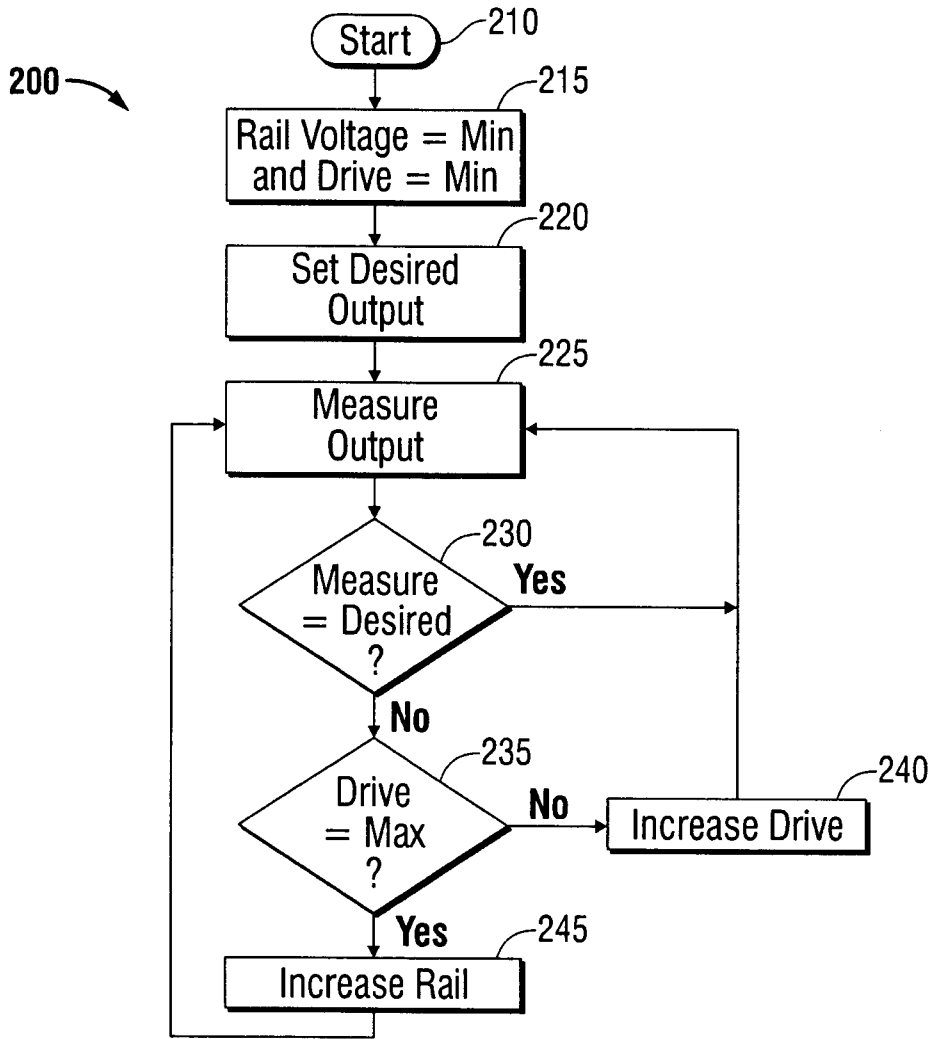 Start
210
200
215
Rail Voltage = Min
and Drive = Min
220
Set Desired
Output
225
Measure
Output
230
Measure
= Desired
?
Yes
No
235
Drive
= Max
?
No
240
Increase Drive
Yes
245
Increase Rail